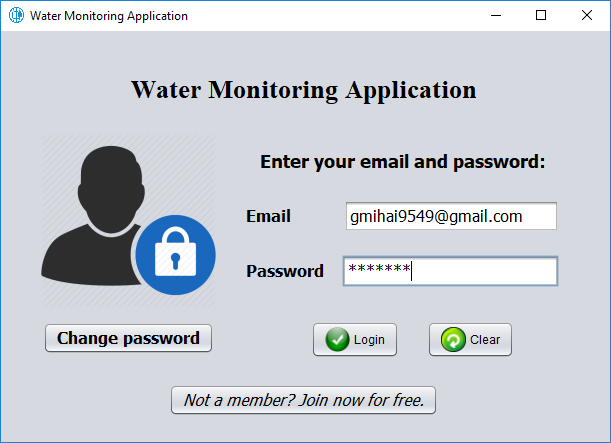 Water Monitoring Application
Water Monitoring Application
Enter your email and password:
Email gmihai9549@gmail.com
Password *******
Change password Login Clear
Not a member? Join now for free.